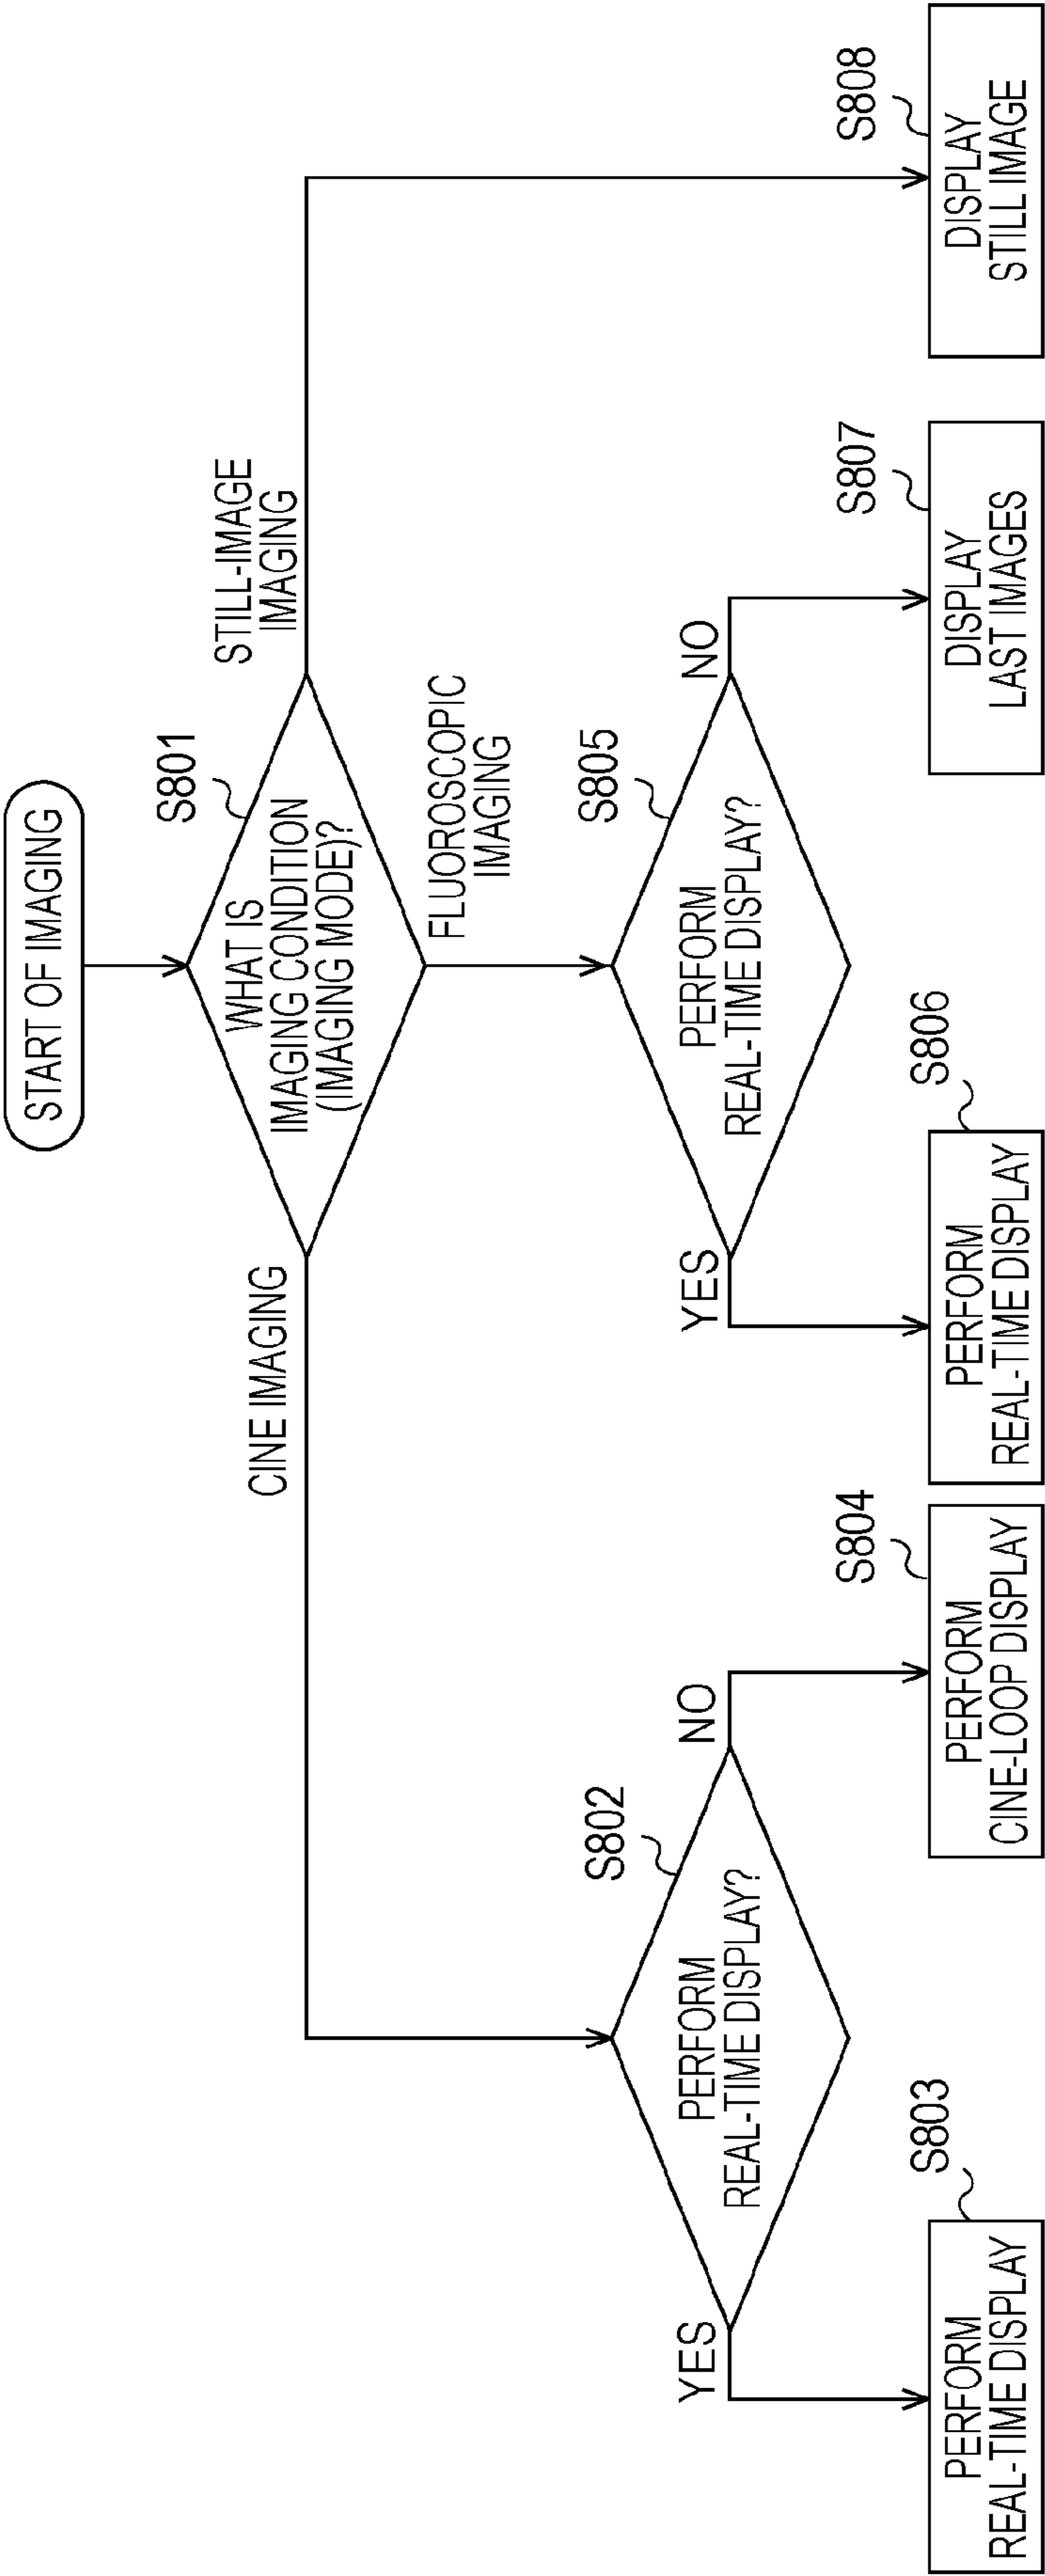 START OF IMAGING
S801
WHAT IS
IMAGING CONDITION
(IMAGING MODE)?
CINE IMAGING
STILL-IMAGE
IMAGING
FLUOROSCOPIC
IMAGING
S802
PERFORM
REAL-TIME DISPLAY?
YES
NO
S805
PERFORM
REAL-TIME DISPLAY?
YES
NO
S803
PERFORM
REAL-TIME DISPLAY
S804
PERFORM
CINE-LOOP DISPLAY
S806
PERFORM
REAL-TIME DISPLAY
S807
DISPLAY
LAST IMAGES
S808
DISPLAY
STILL IMAGE